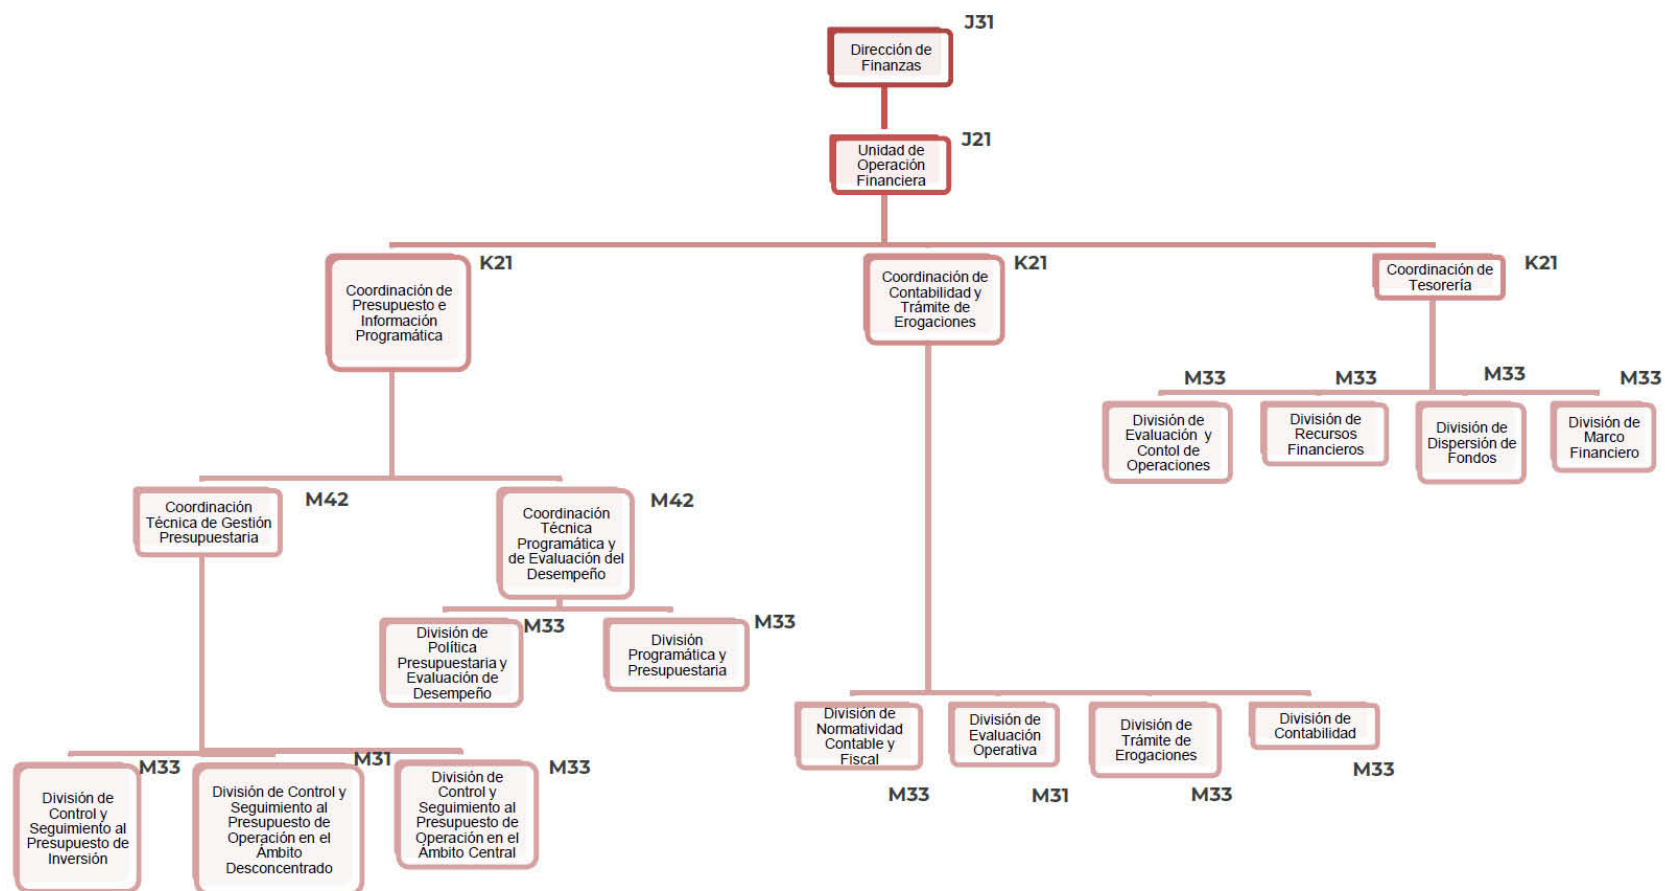 J31
Dirección de
Finanzas
J21
Unidad de
Operación
Financiera
K21
Coordinación de
Presupuesto e
Información
Programática
K21
Coordinación de
Contabilidad y
Trámite de
Erogaciones
K21
Coordinación de
Tesorería
M33
División de
Evaluación y
Contol de
Operaciones
M33
División de
Recursos
Financieros
M33
División de
Dispersión de
Fondos
M33
División de
Marco
Financiero
M42
Coordinación
Técnica de Gestión
Presupuestaria
M42
Coordinación
Técnica
Programática y
de Evaluación del
Desempeño
M33
División de
Política
Presupuestaria y
Evaluación de
Desempeño
M33
División
Programática y
Presupuestaria
División de
Normatividad
Contable y
Fiscal
M33
División de
Evaluación
Operativa
M31
División de
Trámite de
Erogaciones
M33
División de
Contabilidad
M33
M33
División de
Control y
Seguimiento al
Presupuesto de
Inversión
M31
División de Control y
Seguimiento al
Presupuesto de
Operación en el
Ámbito
Desconcentrado
M33
División de
Control y
Seguimiento al
Presupuesto de
Operación en el
Ámbito Central